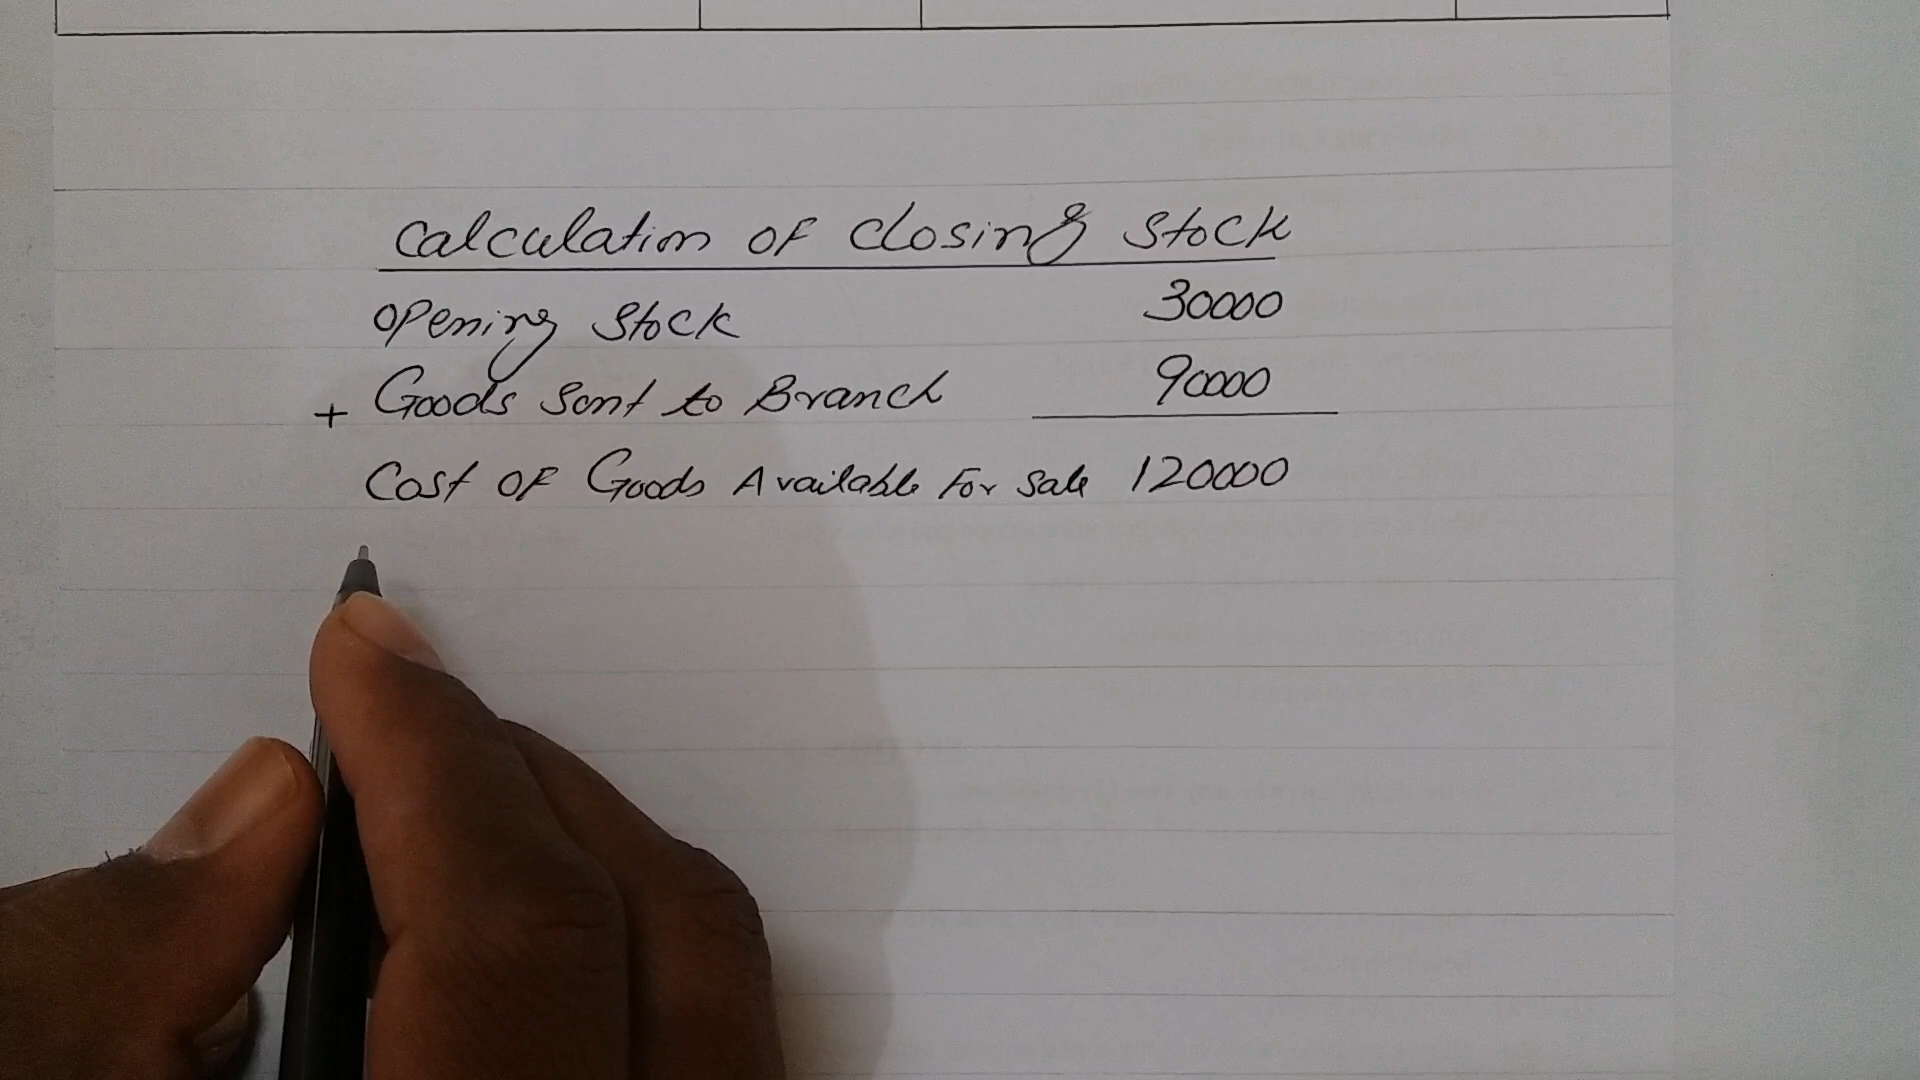 Calculation of closing stock
opening stock 30000
+ Goods Sent to Branch 90000
Cost of Goods Available For Sale 120000